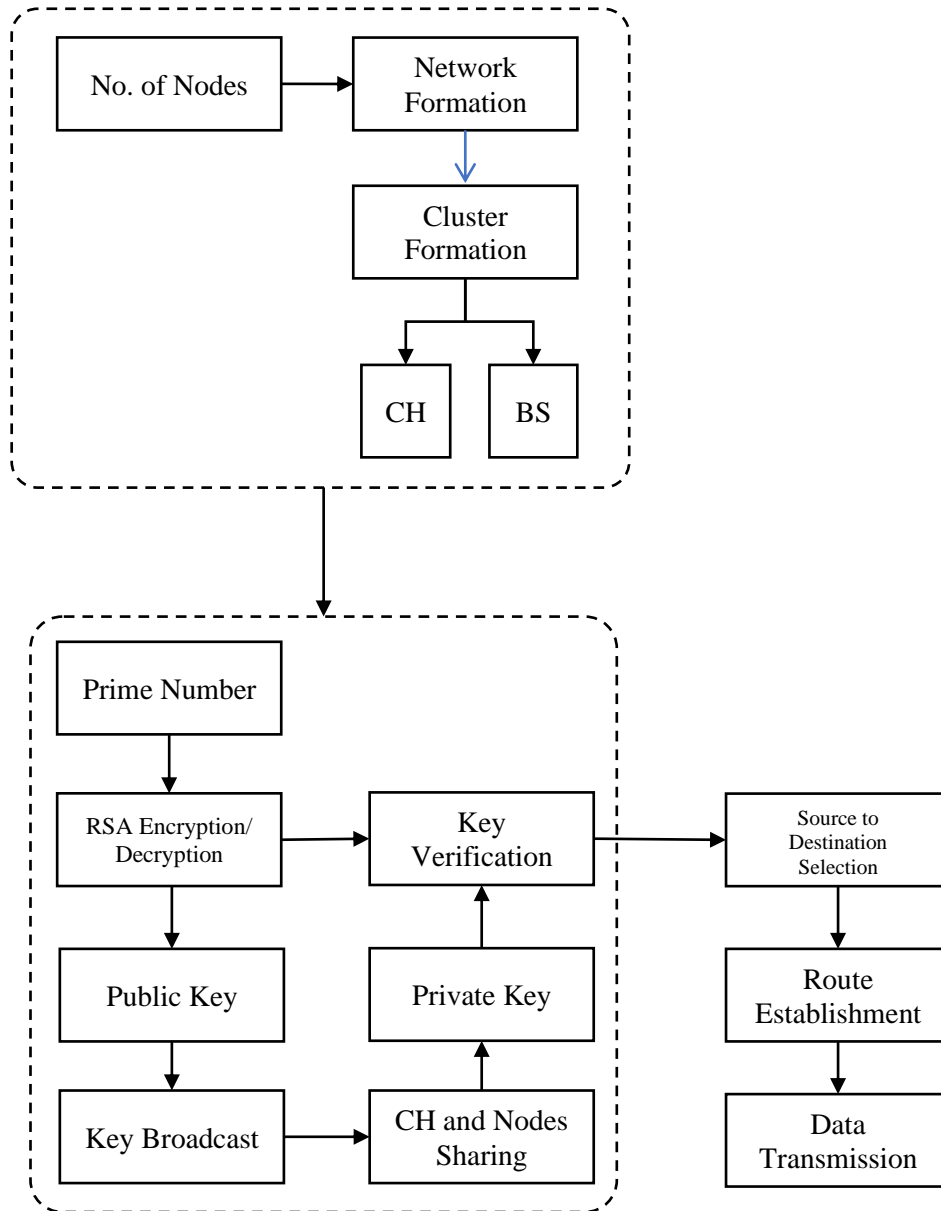 No. of Nodes
Network
Formation
Cluster
Formation
CH
BS
Prime Number
RSA Encryption/
Decryption
Key
Verification
Source to
Destination
Selection
Public Key
Private Key
Route
Establishment
Key Broadcast
CH and Nodes
Sharing
Data
Transmission